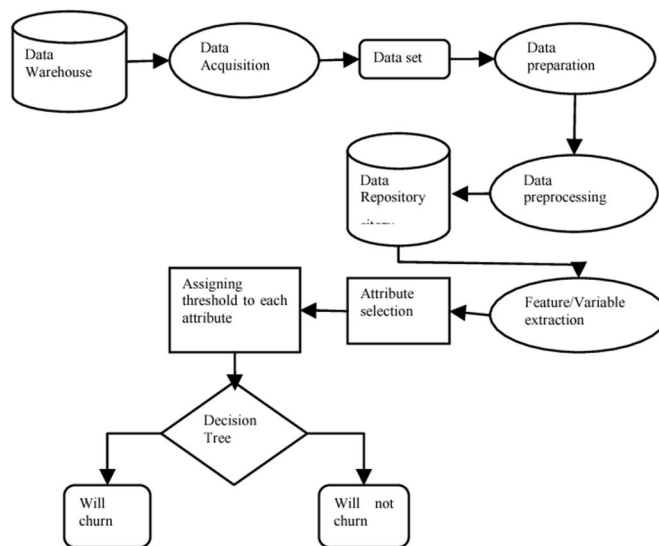 Data
Warehouse
Data
Acquisition
Data set
Data
preparation
Data
Repository
Data
preprocessing
Assigning
threshold to each
attribute
Attribute
selection
Feature/Variable
extraction
Decision
Tree
Will
churn
Will not
churn